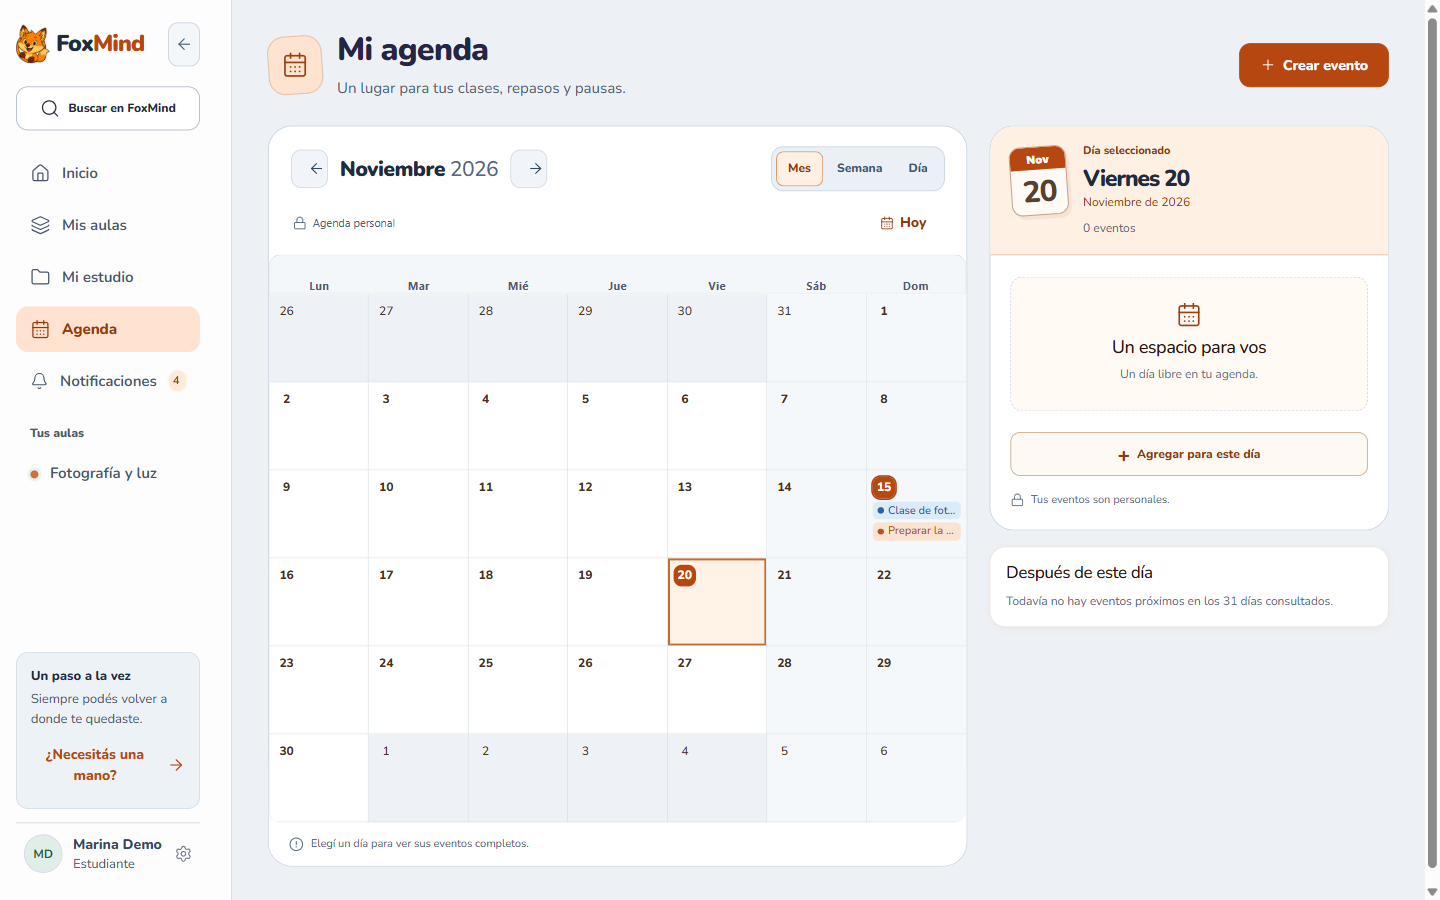 FoxMind
Buscar en FoxMind
Inicio
Mis aulas
Mi estudio
Agenda
Notificaciones 4
Tus aulas
Fotografía y luz
Un paso a la vez
Siempre podés volver a
donde te quedaste.
¿Necesitás una
mano?
MD
Marina Demo
Estudiante
Mi agenda
Un lugar para tus clases, repasos y pausas.
+ Crear evento
Noviembre 2026
Mes Semana Día
Agenda personal
Hoy
Lun Mar Mié Jue Vie Sáb Dom
26 27 28 29 30 31 1
2 3 4 5 6 7 8
9 10 11 12 13 14 15
Clase de fot...
Preparar la ...
16 17 18 19 20 21 22
23 24 25 26 27 28 29
30 1 2 3 4 5 6
Elegí un día para ver sus eventos completos.
Nov
20
Día seleccionado
Viernes 20
Noviembre de 2026
0 eventos
Un espacio para vos
Un día libre en tu agenda.
+ Agregar para este día
Tus eventos son personales.
Después de este día
Todavía no hay eventos próximos en los 31 días consultados.